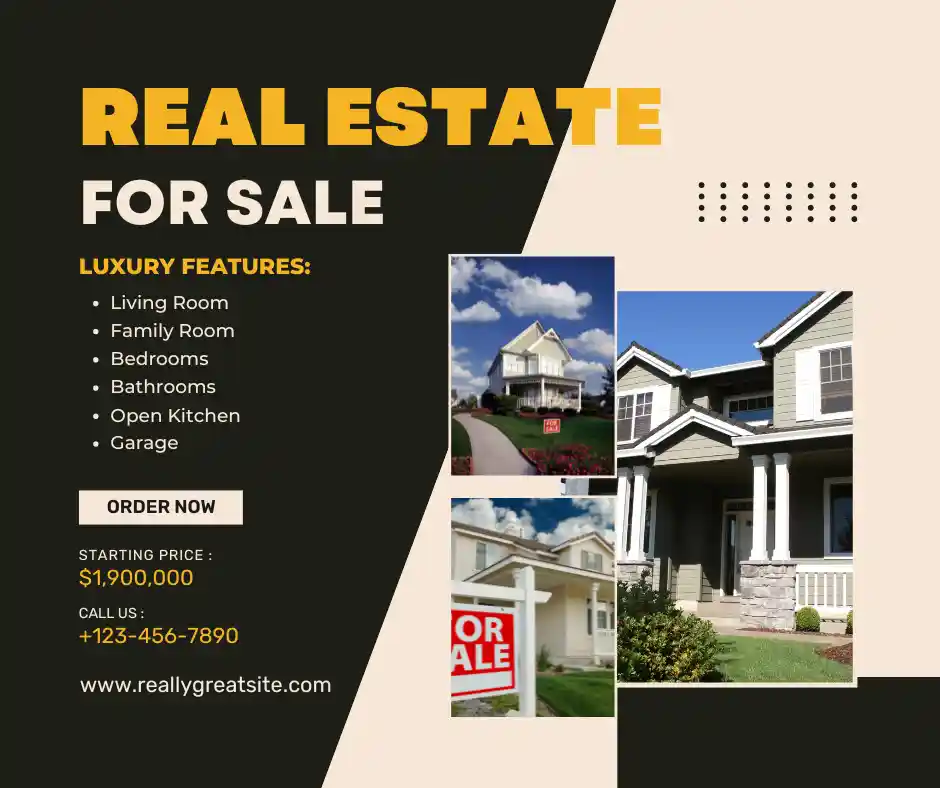 REAL ESTATE
FOR SALE
LUXURY FEATURES:
• Living Room
• Family Room
• Bedrooms
• Bathrooms
• Open Kitchen
• Garage
ORDER NOW
STARTING PRICE :
$1,900,000
CALL US :
+123-456-7890
www.reallygreatsite.com
FOR
SALE
OR
ALE